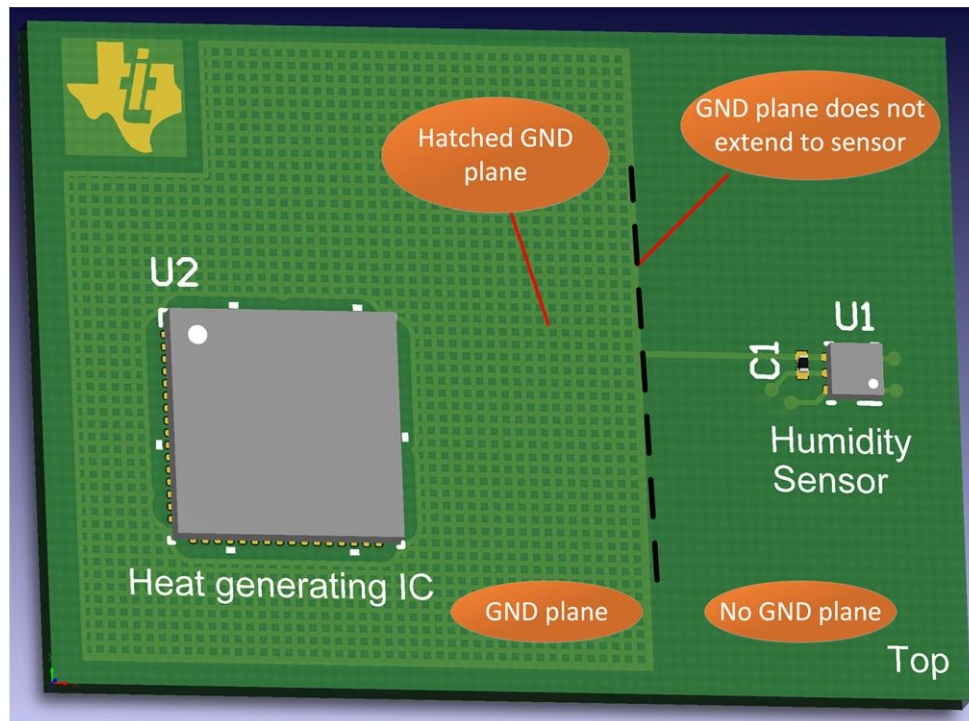 Hatched GND
plane
GND plane does not
extend to sensor
U2
U1
C1
Humidity
Sensor
Heat generating IC
GND plane
No GND plane
Top